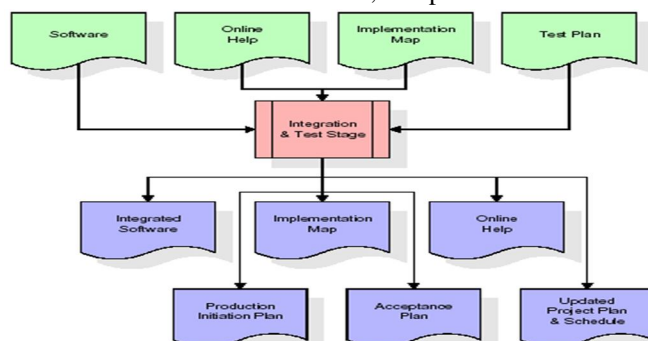 Software
Online
Help
Implementation
Map
Test Plan
Integration
& Test Stage
Integrated
Software
Implementation
Map
Online
Help
Production
Initiation Plan
Acceptance
Plan
Updated
Project Plan
& Schedule